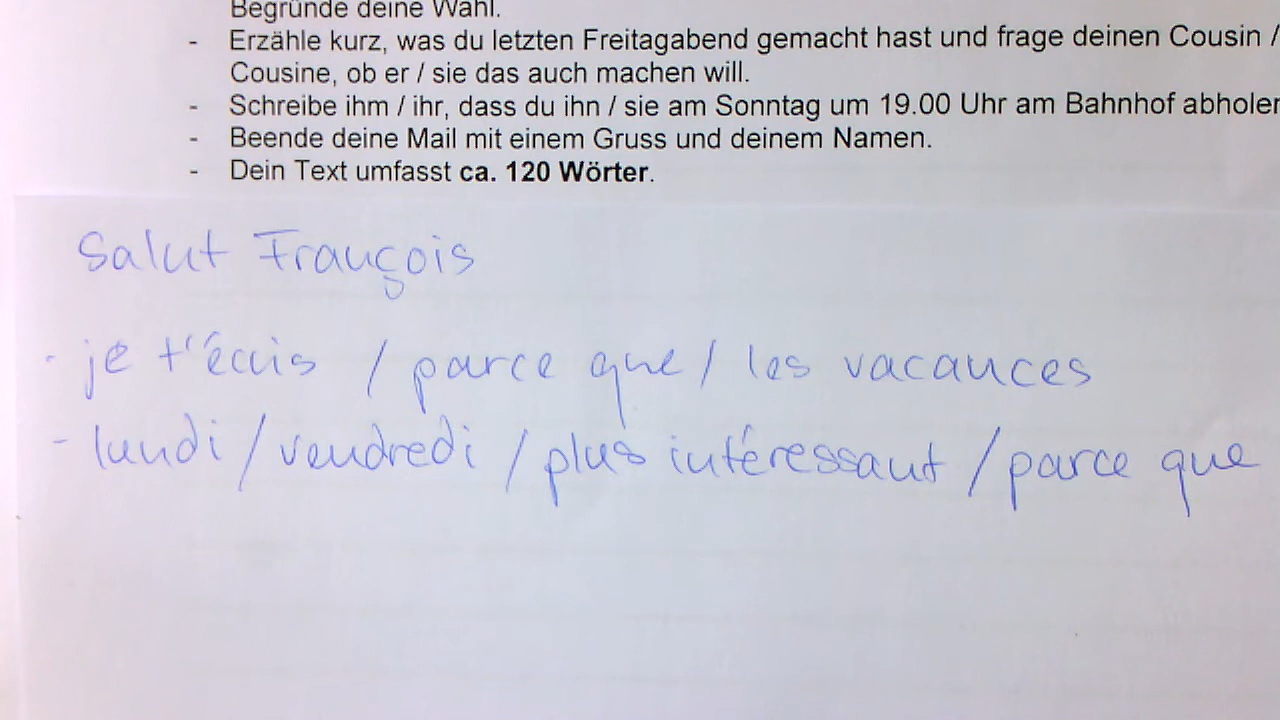 Begründe deine Wahl.
- Erzähle kurz, was du letzten Freitagabend gemacht hast und frage deinen Cousin /
Cousine, ob er / sie das auch machen will.
- Schreibe ihm / ihr, dass du ihn / sie am Sonntag um 19.00 Uhr am Bahnhof abholen
- Beende deine Mail mit einem Gruss und deinem Namen.
- Dein Text umfasst ca. 120 Wörter.
Salut François
- je t'écris / parce que / les vacances
- lundi / vendredi / plus intéressant / parce que